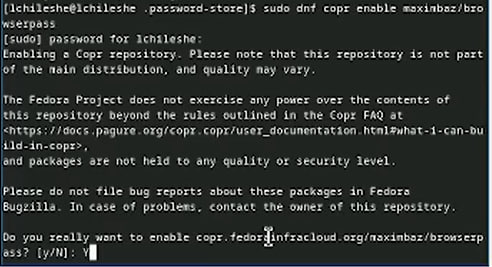 [lchileshe@lchileshe .password-store]$ sudo dnf copr enable maximbaz/bro
wserpass
[sudo] password for lchileshe:
Enabling a Copr repository. Please note that this repository is not part
of the main distribution, and quality may vary.

The Fedora Project does not exercise any power over the contents of
this repository beyond the rules outlined in the Copr FAQ at
<https://docs.pagure.org/copr.copr/user_documentation.html#what-i-can-bu
ild-in-copr>,
and packages are not held to any quality or security level.

Please do not file bug reports about these packages in Fedora
Bugzilla. In case of problems, contact the owner of this repository.

Do you really want to enable copr.fedorainfracloud.org/maximbaz/browserp
ass? [y/N]: Y